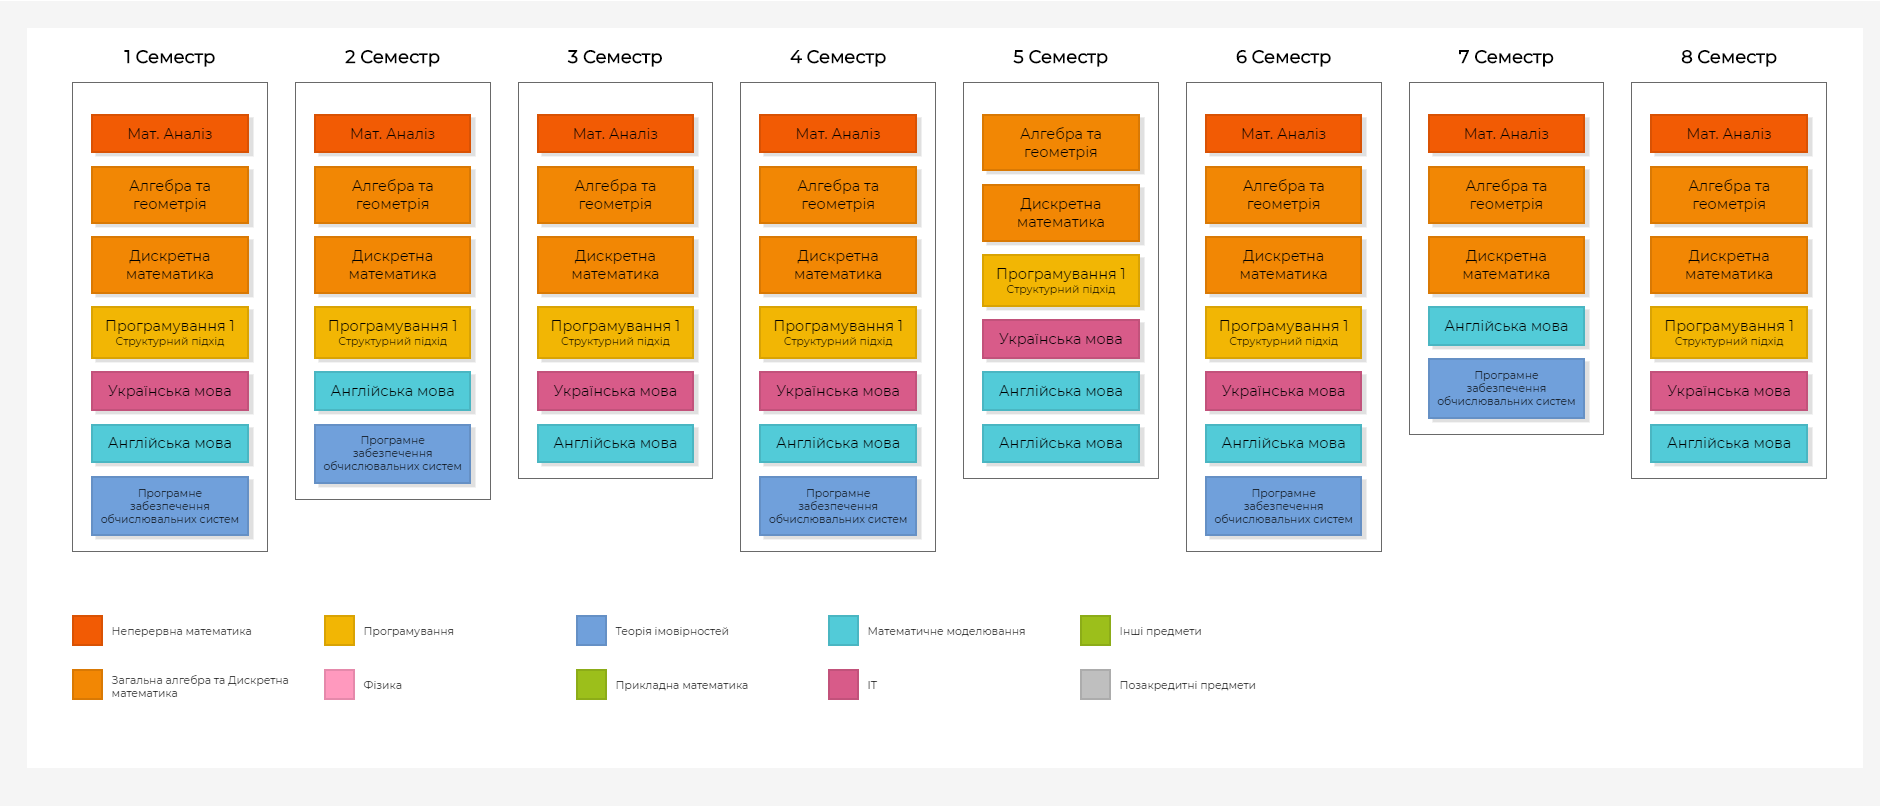 1 Семестр
Мат. Аналіз
Алгебра та
геометрія
Дискретна
математика
Програмування 1
Структурний підхід
Українська мова
Англійська мова
Програмне
забезпечення
обчислювальних систем
2 Семестр
Мат. Аналіз
Алгебра та
геометрія
Дискретна
математика
Програмування 1
Структурний підхід
Англійська мова
Програмне
забезпечення
обчислювальних систем
3 Семестр
Мат. Аналіз
Алгебра та
геометрія
Дискретна
математика
Програмування 1
Структурний підхід
Українська мова
Англійська мова
4 Семестр
Мат. Аналіз
Алгебра та
геометрія
Дискретна
математика
Програмування 1
Структурний підхід
Українська мова
Англійська мова
Програмне
забезпечення
обчислювальних систем
5 Семестр
Алгебра та
геометрія
Дискретна
математика
Програмування 1
Структурний підхід
Українська мова
Англійська мова
Англійська мова
6 Семестр
Мат. Аналіз
Алгебра та
геометрія
Дискретна
математика
Програмування 1
Структурний підхід
Українська мова
Англійська мова
Програмне
забезпечення
обчислювальних систем
7 Семестр
Мат. Аналіз
Алгебра та
геометрія
Дискретна
математика
Англійська мова
Програмне
забезпечення
обчислювальних систем
8 Семестр
Мат. Аналіз
Алгебра та
геометрія
Дискретна
математика
Програмування 1
Структурний підхід
Українська мова
Англійська мова
Неперервна математика
Програмування
Теорія імовірностей
Математичне моделювання
Інші предмети
Загальна алгебра та Дискретна
математика
Фізика
Прикладна математика
ІТ
Позакредитні предмети